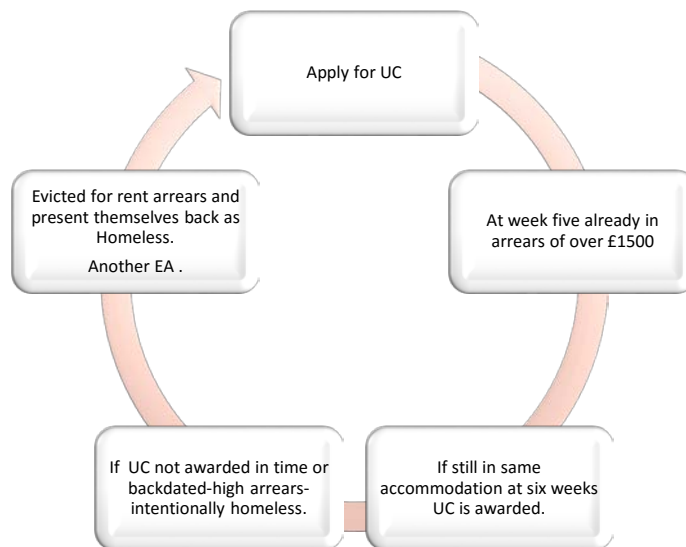 Apply for UC
At week five already in
arrears of over £1500
If still in same
accommodation at six weeks
UC is awarded.
If  UC not awarded in time or
backdated-high arrears-
intentionally homeless.
Evicted for rent arrears and
present themselves back as
Homeless.
Another EA .